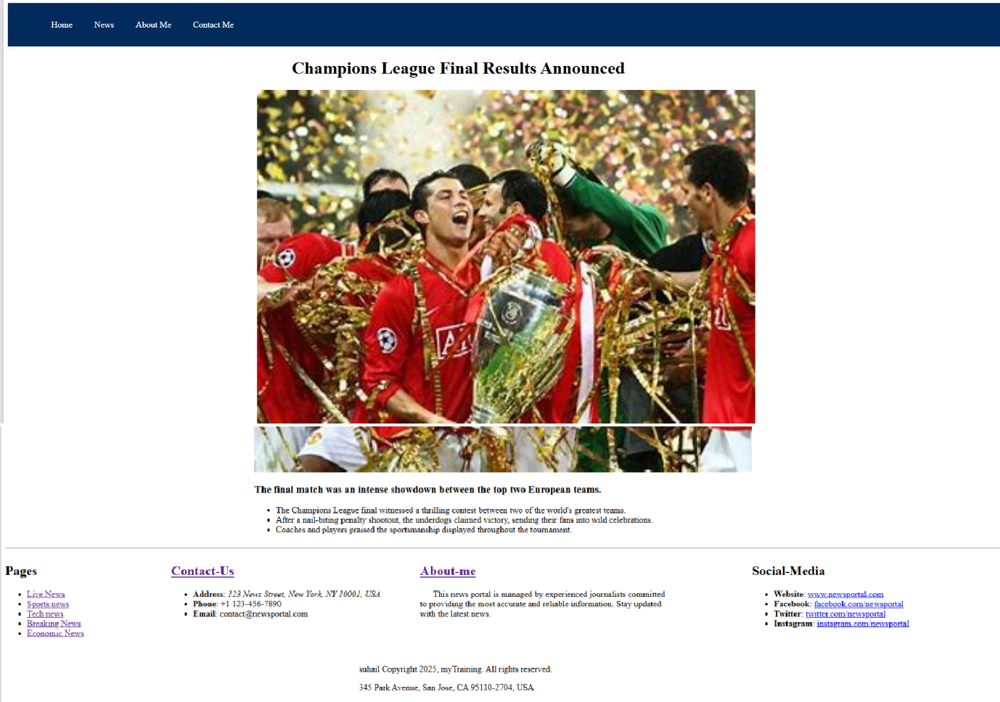 Home News About Me Contact Me
Champions League Final Results Announced
The final match was an intense showdown between the top two European teams.
The Champions League final witnessed a thrilling contest between two of the world's greatest teams.
After a nail-biting penalty shootout, the underdogs claimed victory, sending their fans into wild celebrations.
Coaches and players praised the sportsmanship displayed throughout the tournament.
Pages
Live News
Sports news
Tech news
Breaking News
Economic News
Contact-Us
Address: 123 News Street, New York, NY 10001, USA
Phone: +1 123-456-7890
Email: contact@newsportal.com
About-me
This news portal is managed by experienced journalists committed
to providing the most accurate and reliable information. Stay updated
with the latest news.
Social-Media
Website: www.newsportal.com
Facebook: facebook.com/newsportal
Twitter: twitter.com/newsportal
Instagram: instagram.com/newsportal
suhail Copyright 2025, myTraining. All rights reserved.
345 Park Avenue, San Jose, CA 95110-2704, USA